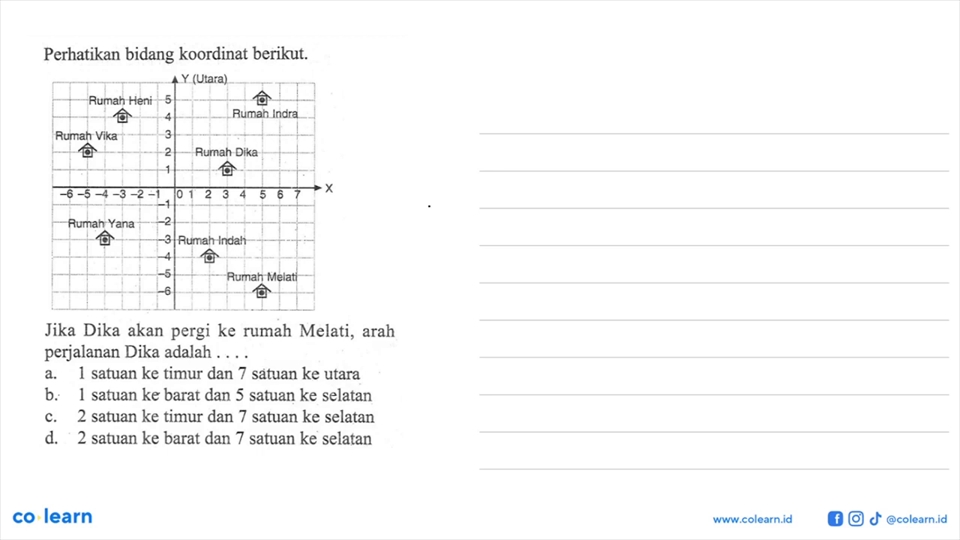 Perhatikan bidang koordinat berikut.
Y (Utara)
Rumah Heni 5
Rumah Indra
4
Rumah Vika 3
2 Rumah Dika
1
X
-6 -5 -4 -3 -2 -1 0 1 2 3 4 5 6 7
-1
Rumah Yana -2
-3 Rumah Indah
-4
-5 Rumah Melati
-6
Jika Dika akan pergi ke rumah Melati, arah
perjalanan Dika adalah . . . .
a. 1 satuan ke timur dan 7 satuan ke utara
b. 1 satuan ke barat dan 5 satuan ke selatan
c. 2 satuan ke timur dan 7 satuan ke selatan
d. 2 satuan ke barat dan 7 satuan ke selatan
co learn
www.colearn.id @colearn.id